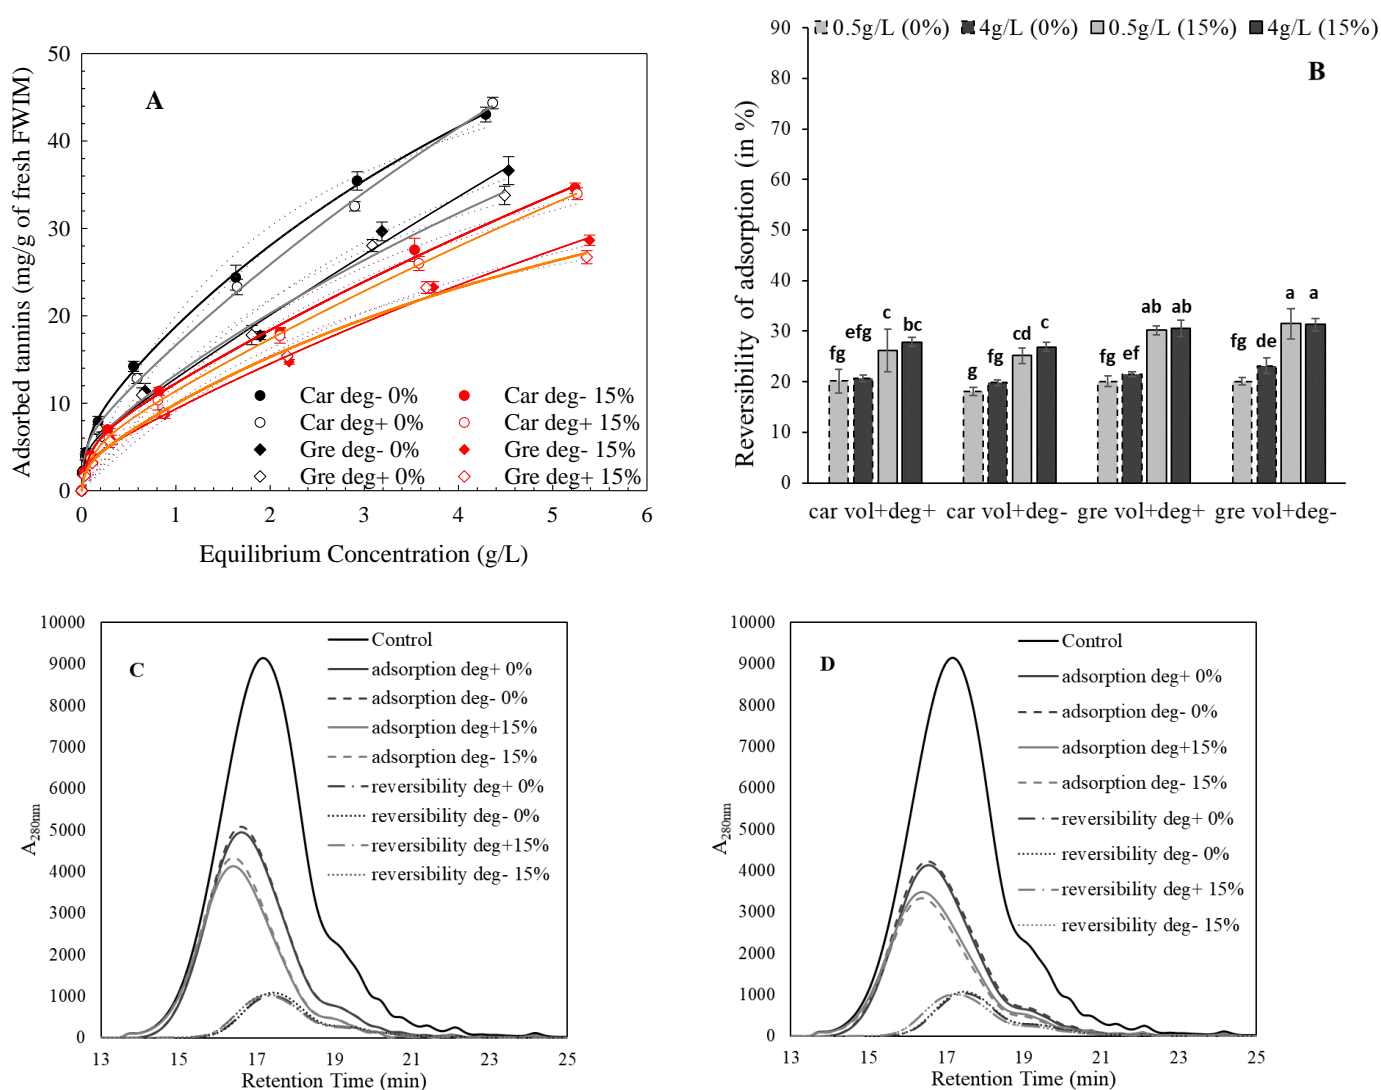 A
Adsorbed tannins (mg/g of fresh FWIM)
50
40
30
20
10
0
0 1 2 3 4 5 6
Equilibrium Concentration (g/L)
Car deg- 0% Car deg- 15%
Car deg+ 0% Car deg+ 15%
Gre deg- 0% Gre deg- 15%
Gre deg+ 0% Gre deg+ 15%
0.5g/L (0%) 4g/L (0%) 0.5g/L (15%) 4g/L (15%)
B
Reversibility of adsorption (in %)
90
80
70
60
50
40
30
20
10
0
fg efg c bc g fg cd c fg ef ab ab fg de a a
car vol+deg+ car vol+deg- gre vol+deg+ gre vol+deg-
C
A280nm
10000
9000
8000
7000
6000
5000
4000
3000
2000
1000
0
13 15 17 19 21 23 25
Retention Time (min)
Control
adsorption deg+ 0%
adsorption deg- 0%
adsorption deg+15%
adsorption deg- 15%
reversibility deg+ 0%
reversibility deg- 0%
reversibility deg+15%
reversibility deg- 15%
D
A280nm
10000
9000
8000
7000
6000
5000
4000
3000
2000
1000
0
13 15 17 19 21 23 25
Retention Time (min)
Control
adsorption deg+ 0%
adsorption deg- 0%
adsorption deg+15%
adsorption deg- 15%
reversibility deg+ 0%
reversibility deg- 0%
reversibility deg+ 15%
reversibility deg- 15%